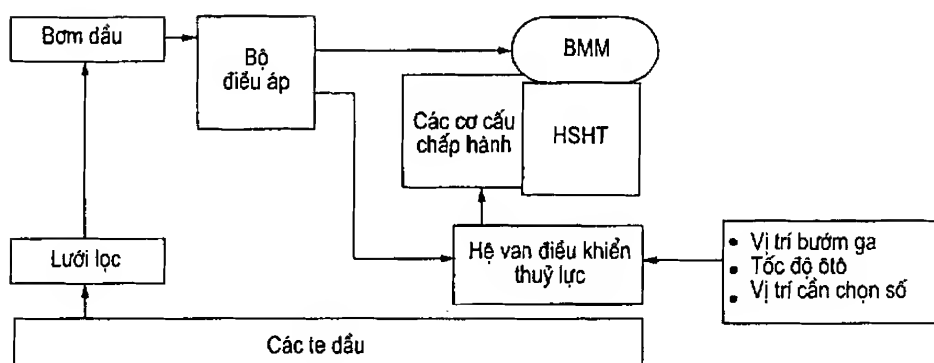 Bơm dầu
Bộ
điều áp
BMM
Các cơ cấu
chấp hành
HSHT
Lưới lọc
Hệ van điều khiển
thuỷ lực
• Vị trí bướm ga
• Tốc độ ôtô
• Vị trí cần chọn số
Các te dầu